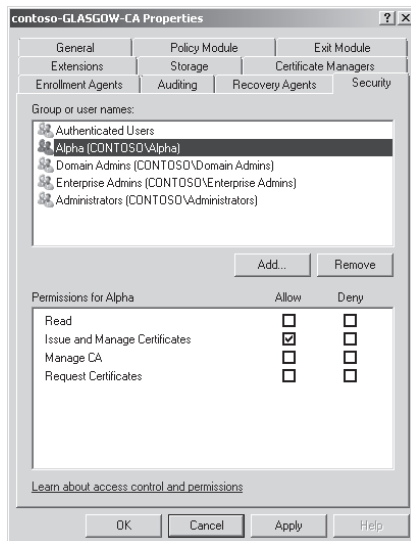 contoso-GLASGOW-CA Properties
General Policy Module Exit Module
Extensions Storage Certificate Managers
Enrollment Agents Auditing Recovery Agents Security
Group or user names:
Authenticated Users
Alpha (CONTOSO\Alpha)
Domain Admins (CONTOSO\Domain Admins)
Enterprise Admins (CONTOSO\Enterprise Admins)
Administrators (CONTOSO\Administrators)
Add... Remove
Permissions for Alpha Allow Deny
Read
Issue and Manage Certificates
Manage CA
Request Certificates
Learn about access control and permissions
OK Cancel Apply Help